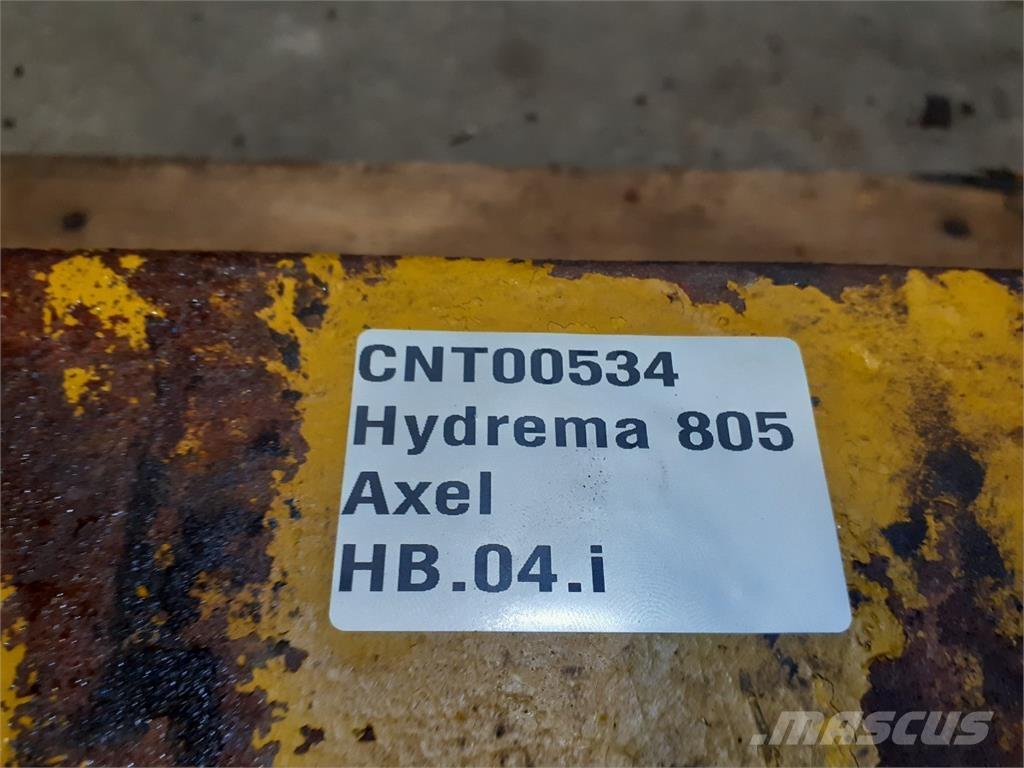 CNT00534
Hydrema 805
Axel
HB.04.i
MASCUS